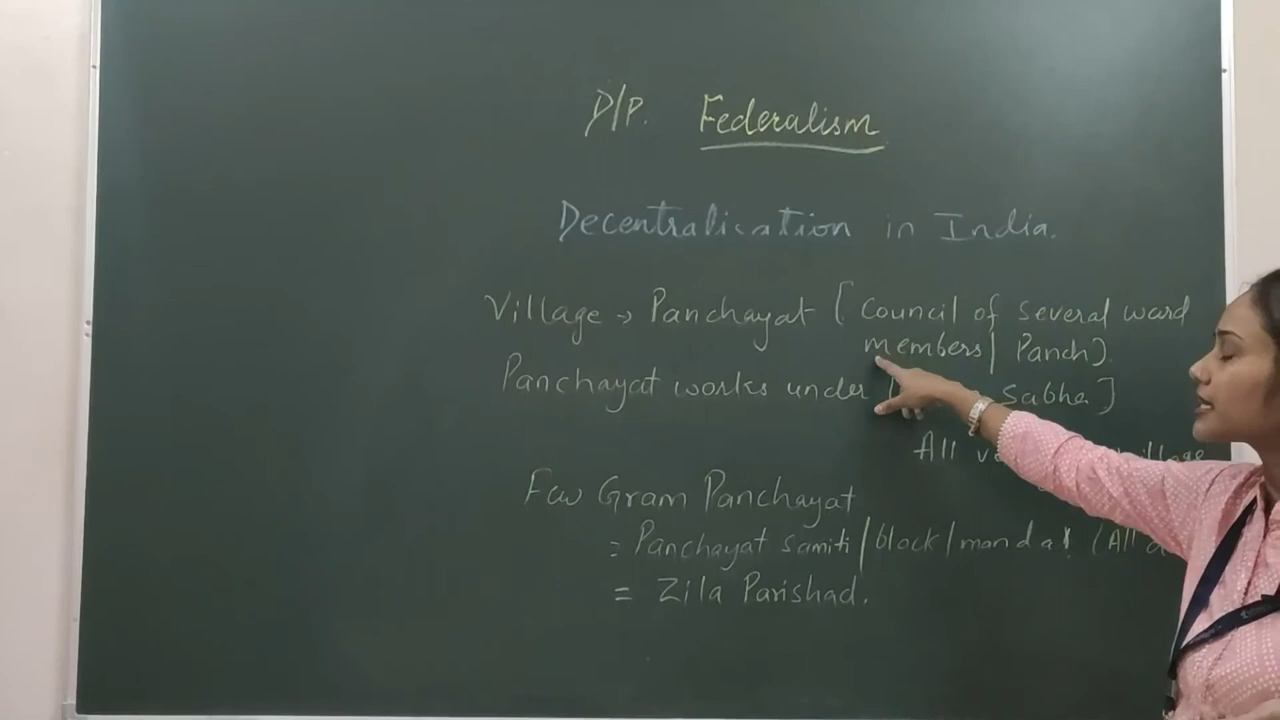 D/P. Federalism
Decentralisation in India.
Village → Panchayat [Council of several ward
members/ Panch]
Panchayat works under [ Sabha]
All village
Few Gram Panchayat
= Panchayat samiti/block/mandal (All
= Zila Parishad.